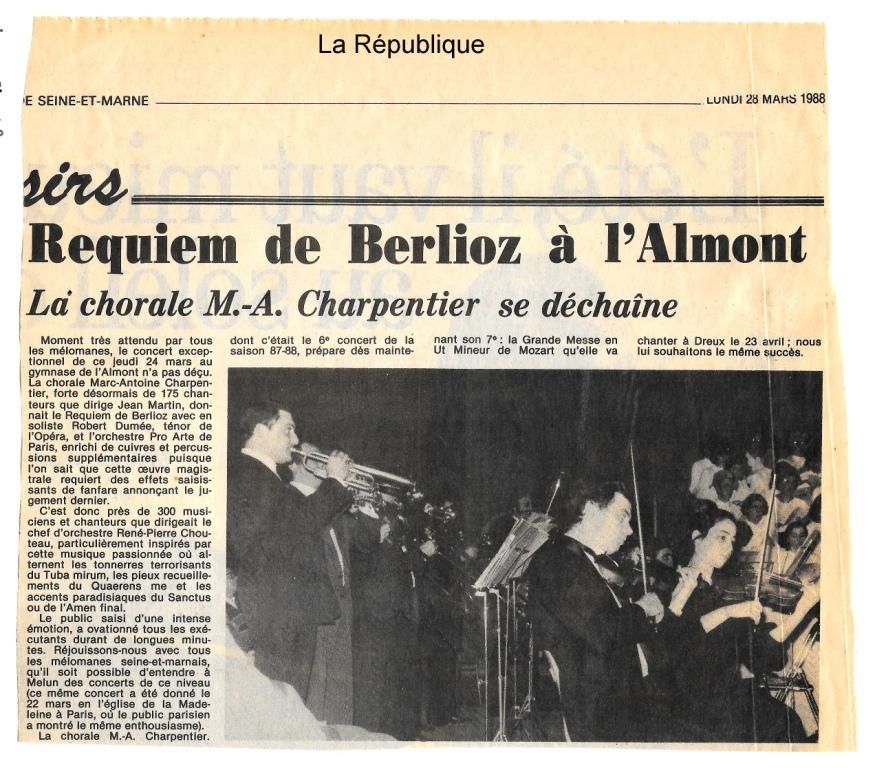 La République
E SEINE-ET-MARNE
LUNDI 28 MARS 1988
sirs
Requiem de Berlioz à l'Almont
La chorale M.-A. Charpentier se déchaîne
Moment très attendu par tous
les mélomanes, le concert excep-
tionnel de ce jeudi 24 mars au
gymnase de l'Almont n'a pas déçu.
La chorale Marc-Antoine Charpen-
tier, forte désormais de 175 chan-
teurs que dirige Jean Martin, don-
nait le Requiem de Berlioz avec en
soliste Robert Dumée, ténor de
l'Opéra, et l'orchestre Pro Arte de
Paris, enrichi de cuivres et percus-
sions supplémentaires puisque
l'on sait que cette œuvre magis-
trale requiert des effets saisis-
sants de fanfare annonçant le ju-
gement dernier.
C'est donc près de 300 musi-
ciens et chanteurs que dirigeait le
chef d'orchestre René-Pierre Chou-
teau, particulièrement inspirés par
cette musique passionnée où al-
ternent les tonnerres terrorisants
du Tuba mirum, les pieux recueille-
ments du Quaerens me et les
accents paradisiaques du Sanctus
ou de l'Amen final.
Le public saisi d'une intense
émotion, a ovationné tous les exé-
cutants durant de longues minu-
tes. Réjouissons-nous avec tous
les mélomanes seine-et-marnais,
qu'il soit possible d'entendre à
Melun des concerts de ce niveau
(ce même concert a été donné le
22 mars en l'église de la Made-
leine à Paris, où le public parisien
a montré le même enthousiasme).
La chorale M.-A. Charpentier.
dont c'était le 6e concert de la
saison 87-88, prépare dès mainte-
nant son 7e : la Grande Messe en
Ut Mineur de Mozart qu'elle va
chanter à Dreux le 23 avril ; nous
lui souhaitons le même succès.